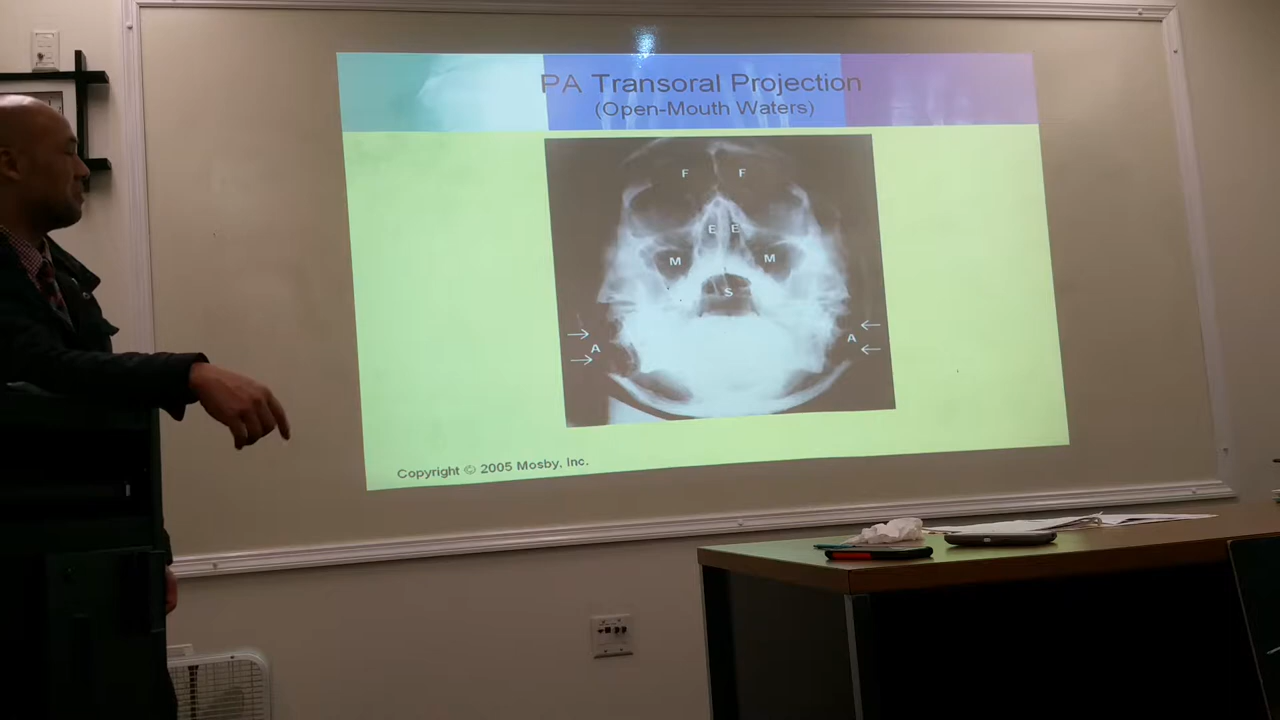 PA Transoral Projection
(Open-Mouth Waters)
F F
E E
M M
S
A A
Copyright © 2005 Mosby, Inc.